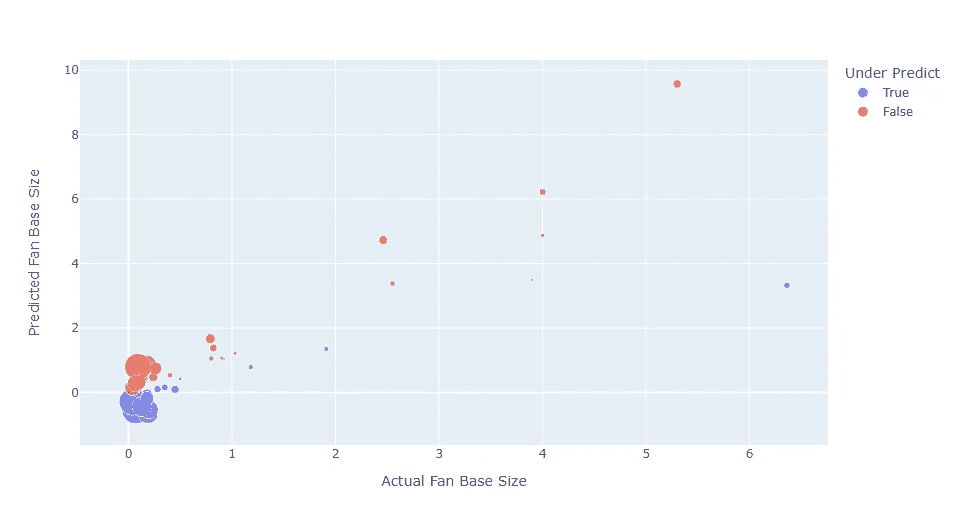 Under Predict
True
False
10
8
6
4
2
0
Predicted Fan Base Size
0 1 2 3 4 5 6
Actual Fan Base Size